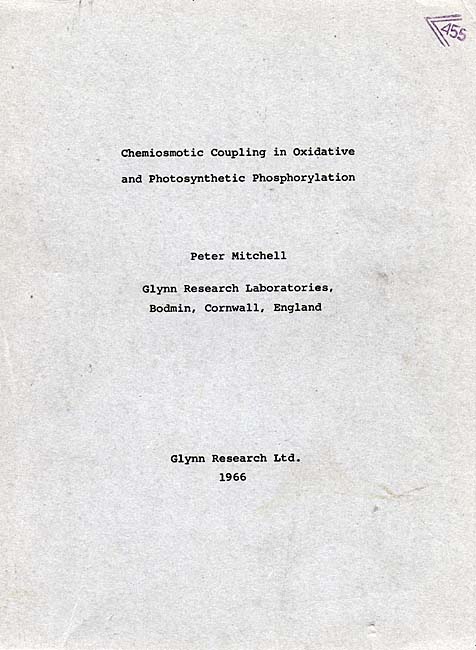 455
Chemiosmotic Coupling in Oxidative
and Photosynthetic Phosphorylation
Peter Mitchell
Glynn Research Laboratories,
Bodmin, Cornwall, England
Glynn Research Ltd.
1966